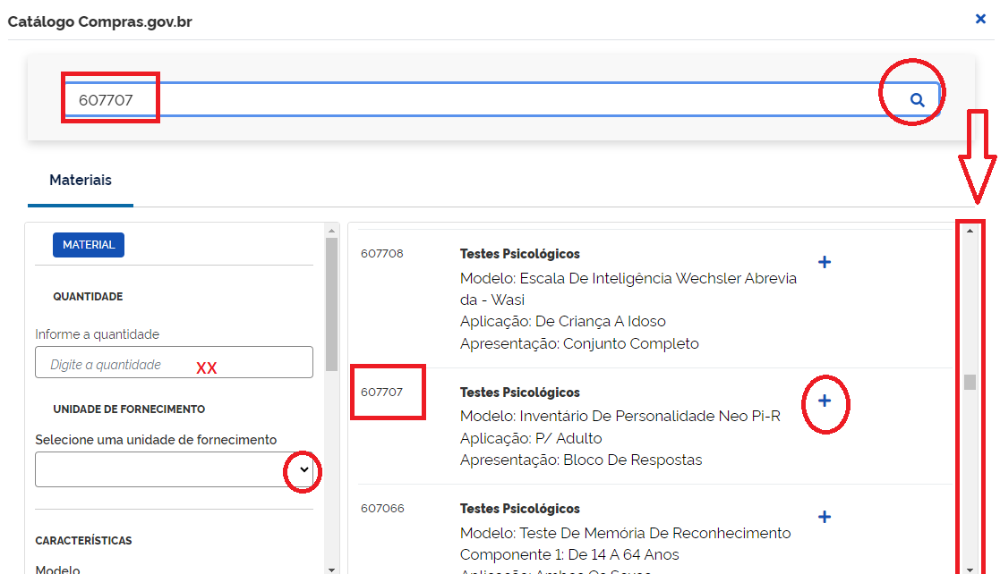 Catálogo Compras.gov.br
607707
Materiais
MATERIAL
QUANTIDADE
Informe a quantidade
Digite a quantidade
XX
UNIDADE DE FORNECIMENTO
Selecione uma unidade de fornecimento
CARACTERÍSTICAS
Modelo
607708
Testes Psicológicos
Modelo: Escala De Inteligência Wechsler Abrevia
da - Wasi
Aplicação: De Criança A Idoso
Apresentação: Conjunto Completo
607707
Testes Psicológicos
Modelo: Inventário De Personalidade Neo Pi-R
Aplicação: P/ Adulto
Apresentação: Bloco De Respostas
607066
Testes Psicológicos
Modelo: Teste De Memória De Reconhecimento
Componente 1: De 14 A 64 Anos
Aplicação: Ambos Os Sexos